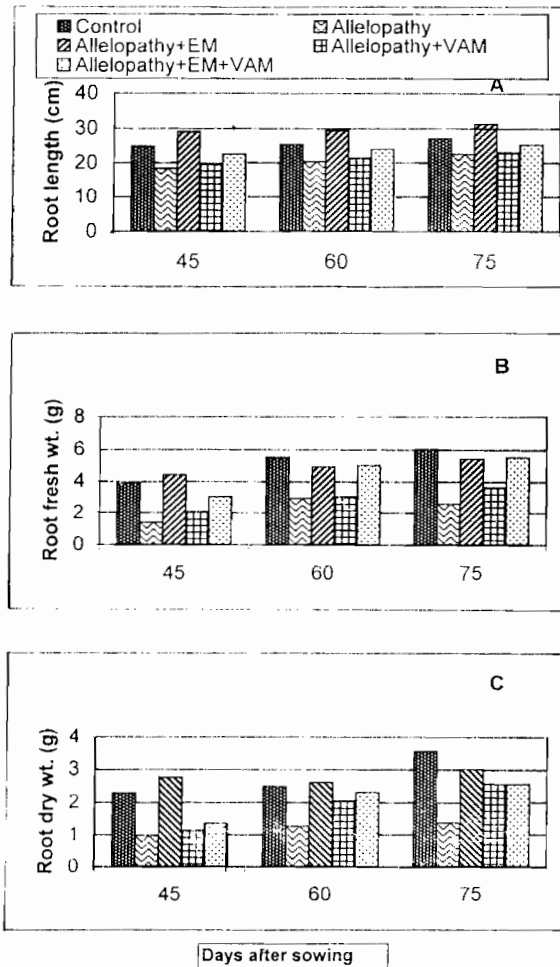 Control Allelopathy
Allelopathy+EM Allelopathy+VAM
Allelopathy+EM+VAM
A
Root length (cm)
40
30
20
10
0
45 60 75
B
Root fresh wt. (g)
8
6
4
2
0
45 60 75
C
Root dry wt. (g)
4
3
2
1
0
45 60 75
Days after sowing